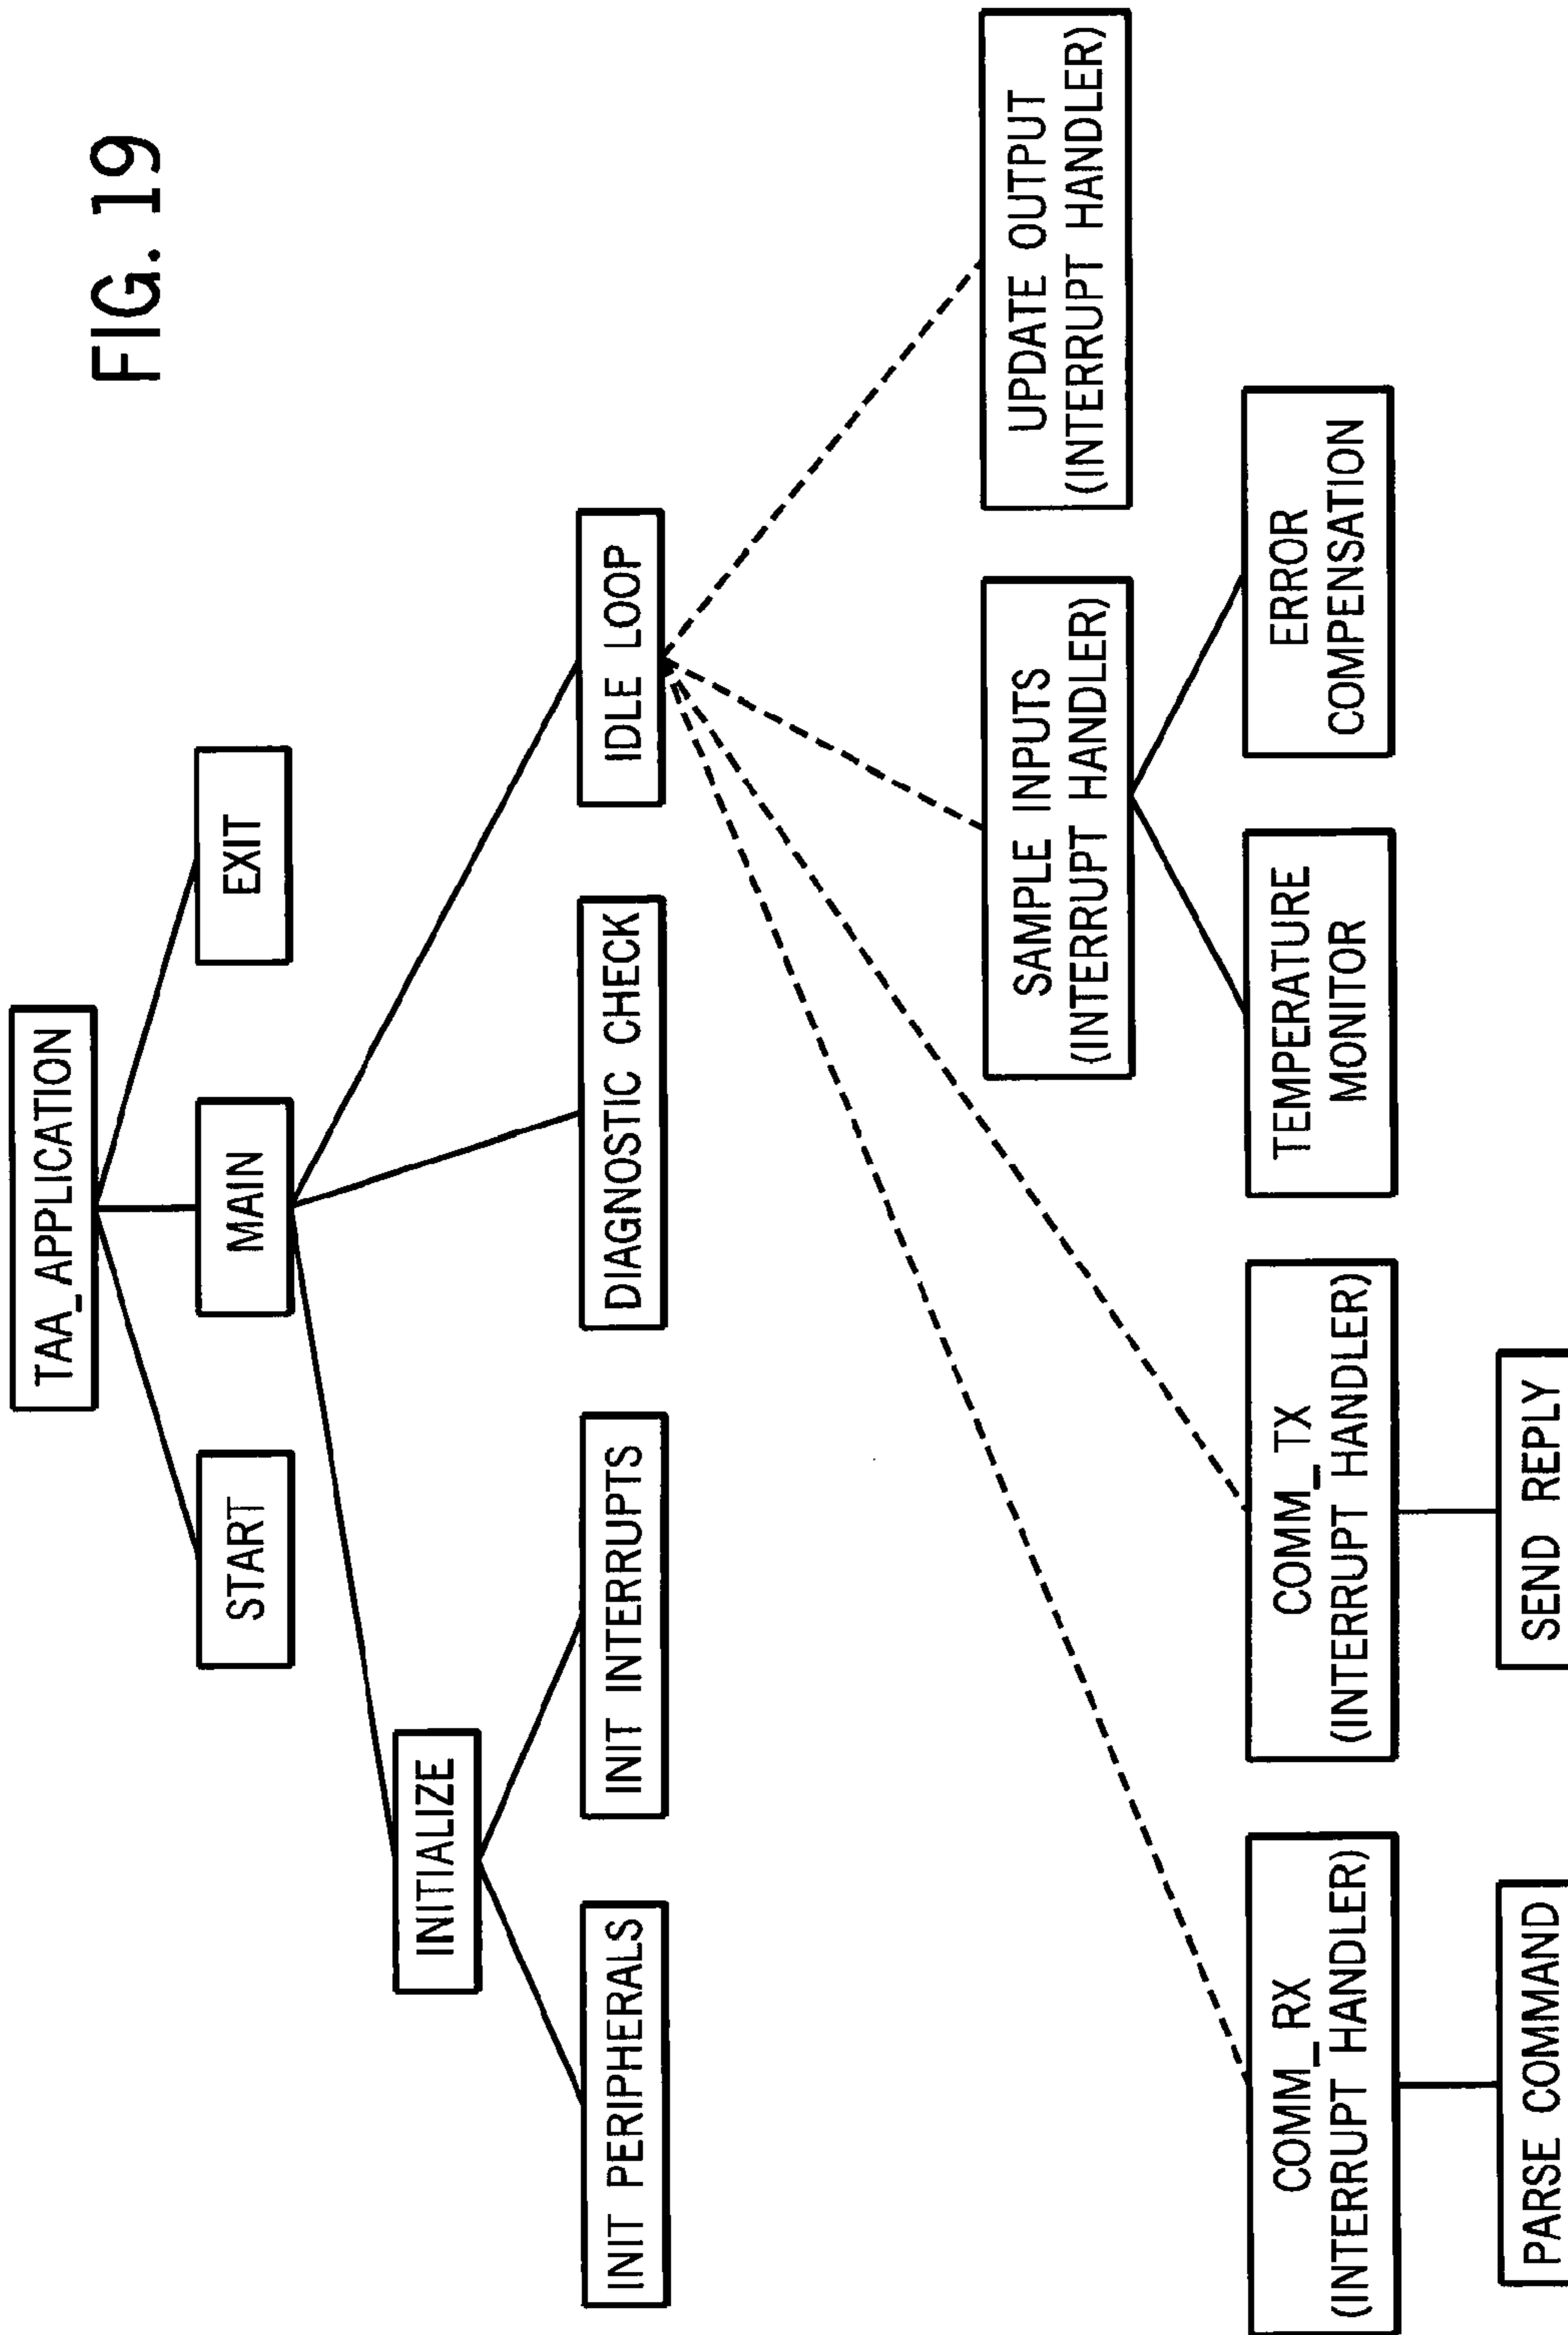 FIG. 19
TAA_APPLICATION
START
MAIN
EXIT
INITIALIZE
INIT PERIPHERALS
INIT INTERRUPTS
DIAGNOSTIC CHECK
IDLE LOOP
SAMPLE INPUTS
(INTERRUPT HANDLER)
UPDATE OUTPUT
(INTERRUPT HANDLER)
COMM_RX
(INTERRUPT HANDLER)
COMM_TX
(INTERRUPT HANDLER)
TEMPERATURE
MONITOR
ERROR
COMPENSATION
PARSE COMMAND
SEND REPLY